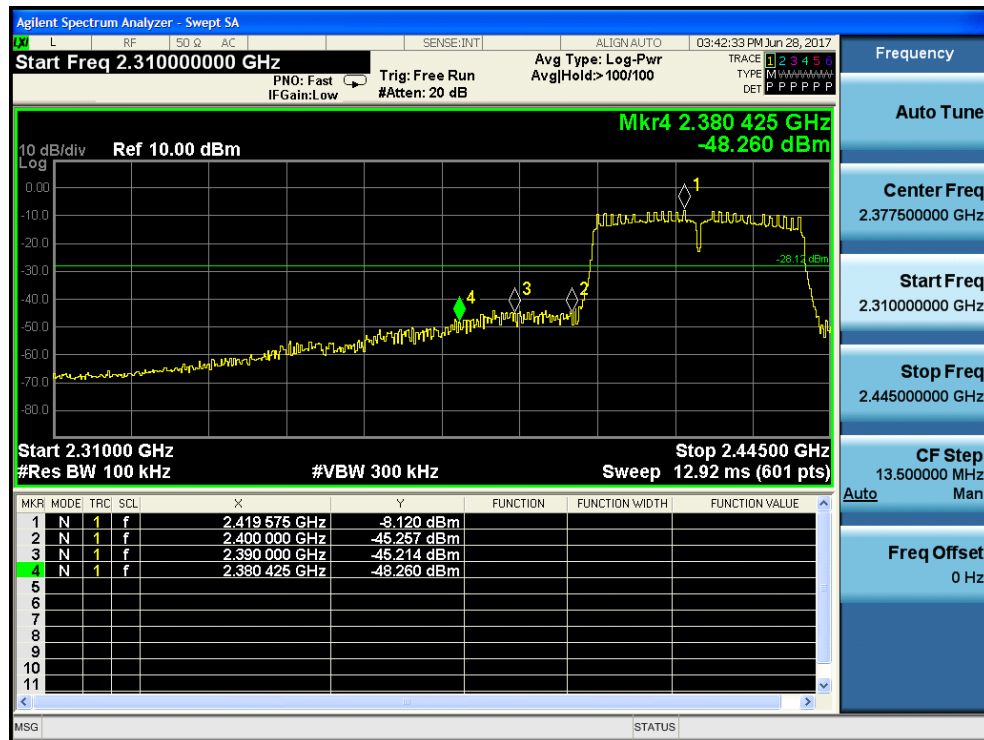 Agilent Spectrum Analyzer - Swept SA
LXI L RF 50 Ω AC SENSE:INT ALIGN AUTO 03:42:33 PM Jun 28, 2017
Start Freq 2.310000000 GHz
PNO: Fast
IFGain:Low
Trig: Free Run
#Atten: 20 dB
Avg Type: Log-Pwr
Avg|Hold:>100/100
TRACE 1 2 3 4 5 6
TYPE M WWWWW
DET P P P P P P
Mkr4 2.380 425 GHz
-48.260 dBm
10 dB/div Ref 10.00 dBm
Log
0.00
-10.0
-20.0
-30.0
-40.0
-50.0
-60.0
-70.0
-80.0
1
2
3
4
-28.12 dBm
Start 2.31000 GHz Stop 2.44500 GHz
#Res BW 100 kHz #VBW 300 kHz Sweep 12.92 ms (601 pts)
MKR MODE TRC SCL X Y FUNCTION FUNCTION WIDTH FUNCTION VALUE
1 N 1 f 2.419 575 GHz -8.120 dBm
2 N 1 f 2.400 000 GHz -45.257 dBm
3 N 1 f 2.390 000 GHz -45.214 dBm
4 N 1 f 2.380 425 GHz -48.260 dBm
5
6
7
8
9
10
11
MSG STATUS
Frequency
Auto Tune
Center Freq
2.377500000 GHz
Start Freq
2.310000000 GHz
Stop Freq
2.445000000 GHz
CF Step
13.500000 MHz
Auto Man
Freq Offset
0 Hz